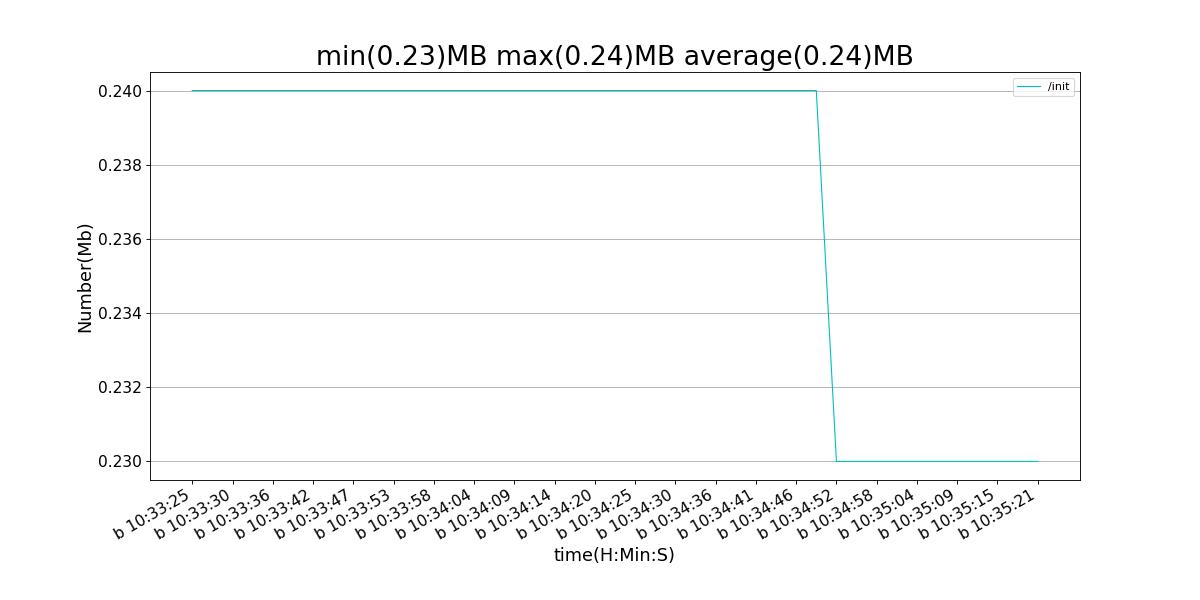 min(0.23)MB max(0.24)MB average(0.24)MB
/init
0.240
0.238
0.236
0.234
0.232
0.230
Number(Mb)
b 10:33:25
b 10:33:30
b 10:33:36
b 10:33:42
b 10:33:47
b 10:33:53
b 10:33:58
b 10:34:04
b 10:34:09
b 10:34:14
b 10:34:20
b 10:34:25
b 10:34:30
b 10:34:36
b 10:34:41
b 10:34:46
b 10:34:52
b 10:34:58
b 10:35:04
b 10:35:09
b 10:35:15
b 10:35:21
time(H:Min:S)